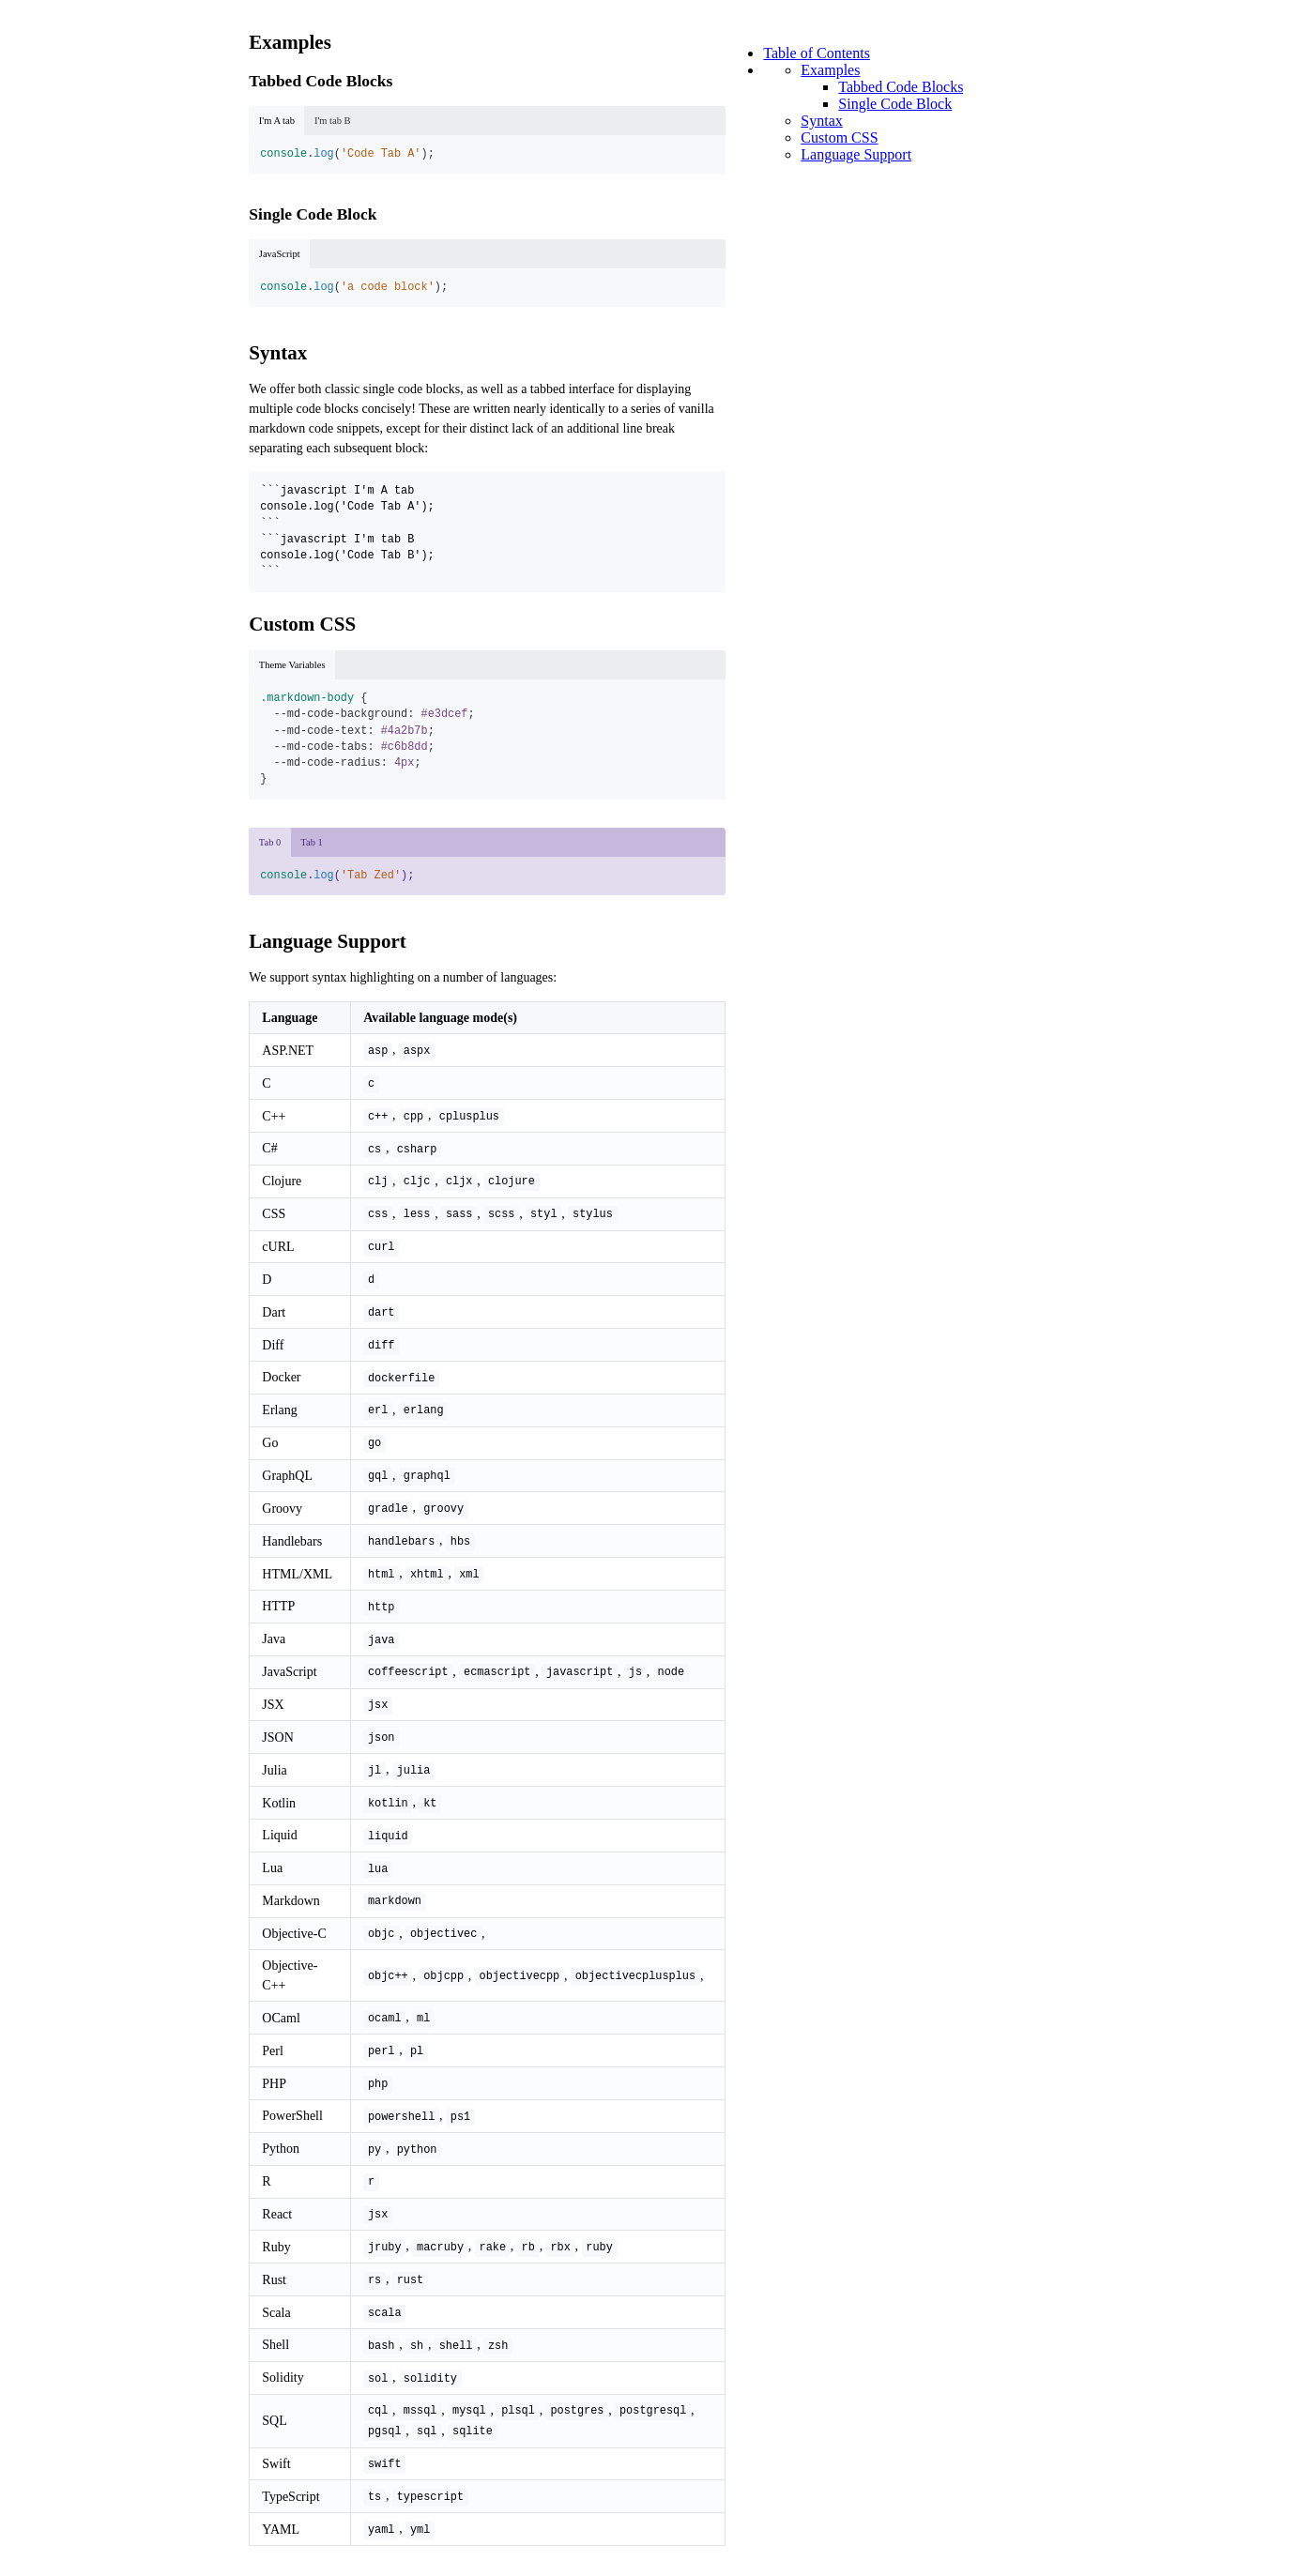 Examples
Tabbed Code Blocks
I'm A tab I'm tab B
console.log('Code Tab A');
Single Code Block
JavaScript
console.log('a code block');
Syntax
We offer both classic single code blocks, as well as a tabbed interface for displaying
multiple code blocks concisely! These are written nearly identically to a series of vanilla
markdown code snippets, except for their distinct lack of an additional line break
separating each subsequent block:
```javascript I'm A tab
console.log('Code Tab A');
```
```javascript I'm tab B
console.log('Code Tab B');
```
Custom CSS
Theme Variables
.markdown-body {
  --md-code-background: #e3dcef;
  --md-code-text: #4a2b7b;
  --md-code-tabs: #c6b8dd;
  --md-code-radius: 4px;
}
Tab 0 Tab 1
console.log('Tab Zed');
Language Support
We support syntax highlighting on a number of languages:
Language Available language mode(s)
ASP.NET asp, aspx
C c
C++ c++, cpp, cplusplus
C# cs, csharp
Clojure clj, cljc, cljx, clojure
CSS css, less, sass, scss, styl, stylus
cURL curl
D d
Dart dart
Diff diff
Docker dockerfile
Erlang erl, erlang
Go go
GraphQL gql, graphql
Groovy gradle, groovy
Handlebars handlebars, hbs
HTML/XML html, xhtml, xml
HTTP http
Java java
JavaScript coffeescript, ecmascript, javascript, js, node
JSX jsx
JSON json
Julia jl, julia
Kotlin kotlin, kt
Liquid liquid
Lua lua
Markdown markdown
Objective-C objc, objectivec,
Objective-
C++ objc++, objcpp, objectivecpp, objectivecplusplus,
OCaml ocaml, ml
Perl perl, pl
PHP php
PowerShell powershell, ps1
Python py, python
R r
React jsx
Ruby jruby, macruby, rake, rb, rbx, ruby
Rust rs, rust
Scala scala
Shell bash, sh, shell, zsh
Solidity sol, solidity
SQL cql, mssql, mysql, plsql, postgres, postgresql,
pgsql, sql, sqlite
Swift swift
TypeScript ts, typescript
YAML yaml, yml
Table of Contents
Examples
Tabbed Code Blocks
Single Code Block
Syntax
Custom CSS
Language Support